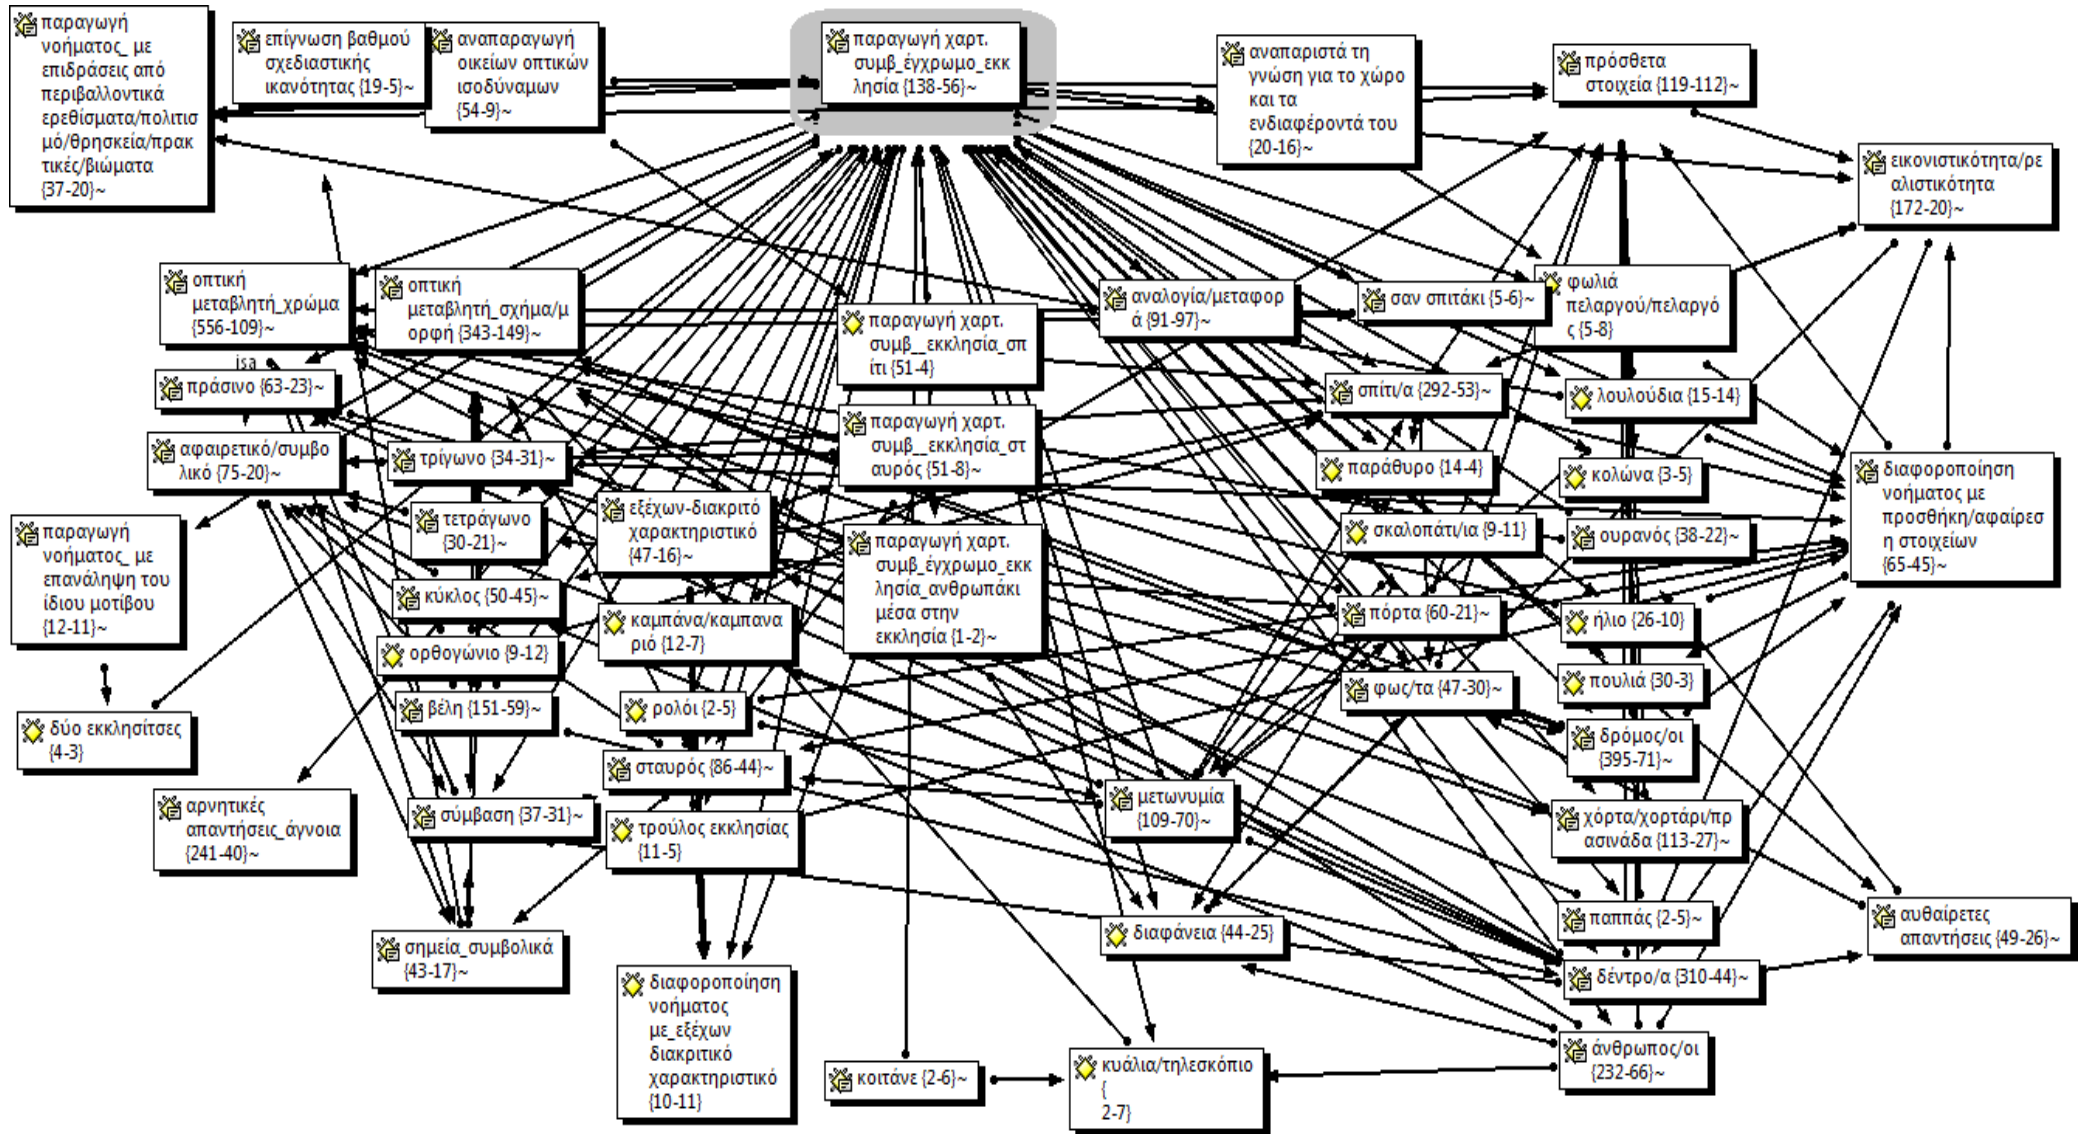 παραγωγή
νοήματος_ με
επιδράσεις από
περιβαλλοντικά
ερεθίσματα/πολιτισ
μό/θρησκεία/πρακ
τικές/βιώματα
{37-20}~
επίγνωση βαθμού
σχεδιαστικής
ικανότητας {19-5}~
αναπαραγωγή
οικείων οπτικών
ισοδύναμων
{54-9}~
παραγωγή χαρτ.
συμβ_έγχρωμο_εκκ
λησία {138-56}~
αναπαριστά τη
γνώση για το χώρο
και τα
ενδιαφέροντά του
{20-16}~
πρόσθετα
στοιχεία {119-112}~
εικονιστικότητα/ρε
αλιστικότητα
{172-20}~
οπτική
μεταβλητή_χρώμα
{556-109}~
οπτική
μεταβλητή_σχήμα/μ
ορφή {343-149}~
παραγωγή χαρτ.
συμβ__εκκλησία_σπ
ίτι {51-4}
αναλογία/μεταφορ
ά {91-97}~
σαν σπιτάκι {5-6}~
φωλιά
πελαργού/πελαργό
ς {5-8}
isa
πράσινο {63-23}~
αφαιρετικό/συμβο
λικό {75-20}~
τρίγωνο {34-31}~
παραγωγή χαρτ.
συμβ__εκκλησία_στ
αυρός {51-8}~
σπίτι/α {292-53}~
λουλούδια {15-14}
παράθυρο {14-4}
κολώνα {3-5}
διαφοροποίηση
νοήματος με
προσθήκη/αφαίρεσ
η στοιχείων
{65-45}~
παραγωγή
νοήματος_ με
επανάληψη του
ίδιου μοτίβου
{12-11}~
τετράγωνο
{30-21}~
εξέχων-διακριτό
χαρακτηριστικό
{47-16}~
παραγωγή χαρτ.
συμβ_έγχρωμο_εκκ
λησία_ανθρωπάκι
μέσα στην
εκκλησία {1-2}~
σκαλοπάτι/ια {9-11}
ουρανός {38-22}~
κύκλος {50-45}~
καμπάνα/καμπανα
ριό {12-7}
πόρτα {60-21}~
ήλιο {26-10}
ορθογώνιο {9-12}
φως/τα {47-30}~
πουλιά {30-3}
δύο εκκλησίτσες
{4-3}
βέλη {151-59}~
ρολόι {2-5}
δρόμος/οι
{395-71}~
αρνητικές
απαντήσεις_άγνοια
{241-40}~
σύμβαση {37-31}~
σταυρός {86-44}~
τρούλος εκκλησίας
{11-5}
μετωνυμία
{109-70}~
χόρτα/χορτάρι/πρ
ασινάδα {113-27}~
σημεία_συμβολικά
{43-17}~
διαφάνεια {44-25}
παππάς {2-5}~
αυθαίρετες
απαντήσεις {49-26}~
διαφοροποίηση
νοήματος
με_εξέχων
διακριτικό
χαρακτηριστικό
{10-11}
δέντρο/α {310-44}~
κοιτάνε {2-6}~
κυάλια/τηλεσκόπιο
{
2-7}
άνθρωπος/οι
{232-66}~